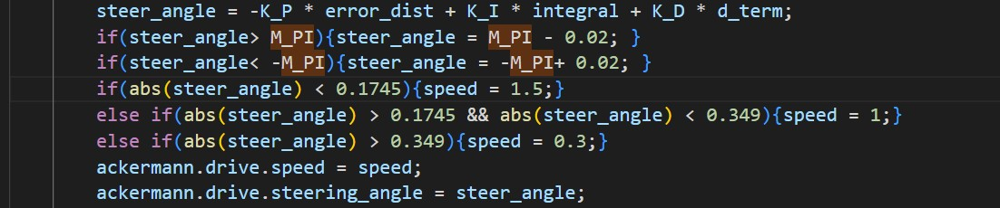 steer_angle = -K_P * error_dist + K_I * integral + K_D * d_term;
if(steer_angle> M_PI){steer_angle = M_PI - 0.02; }
if(steer_angle< -M_PI){steer_angle = -M_PI+ 0.02; }
if(abs(steer_angle) < 0.1745){speed = 1.5;}
else if(abs(steer_angle) > 0.1745 && abs(steer_angle) < 0.349){speed = 1;}
else if(abs(steer_angle) > 0.349){speed = 0.3;}
ackermann.drive.speed = speed;
ackermann.drive.steering_angle = steer_angle;